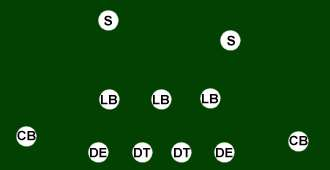 S
S
LB LB LB
CB CB
DE DT DT DE